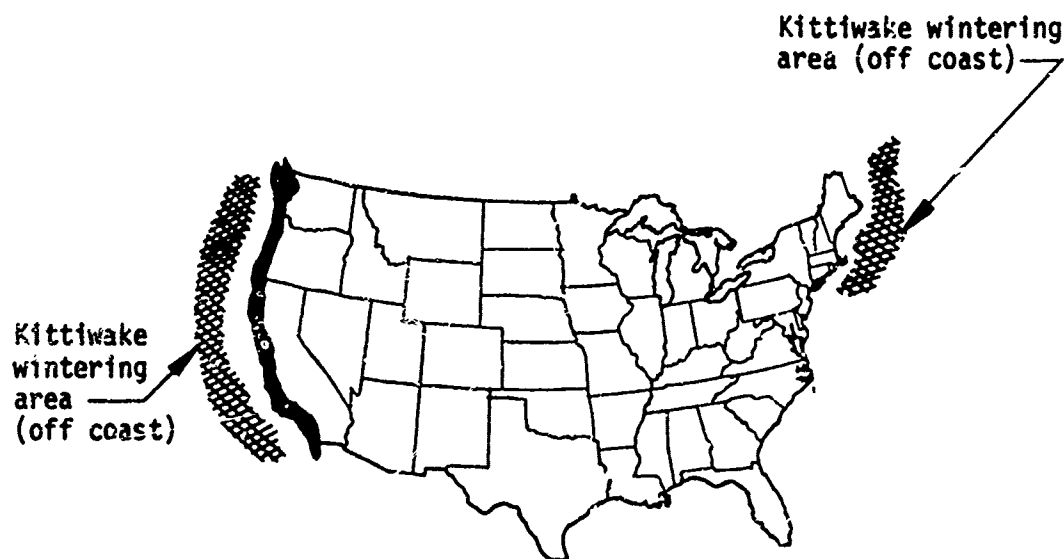 Kittiwake wintering
area (off coast)
Kittiwake
wintering
area
(off coast)